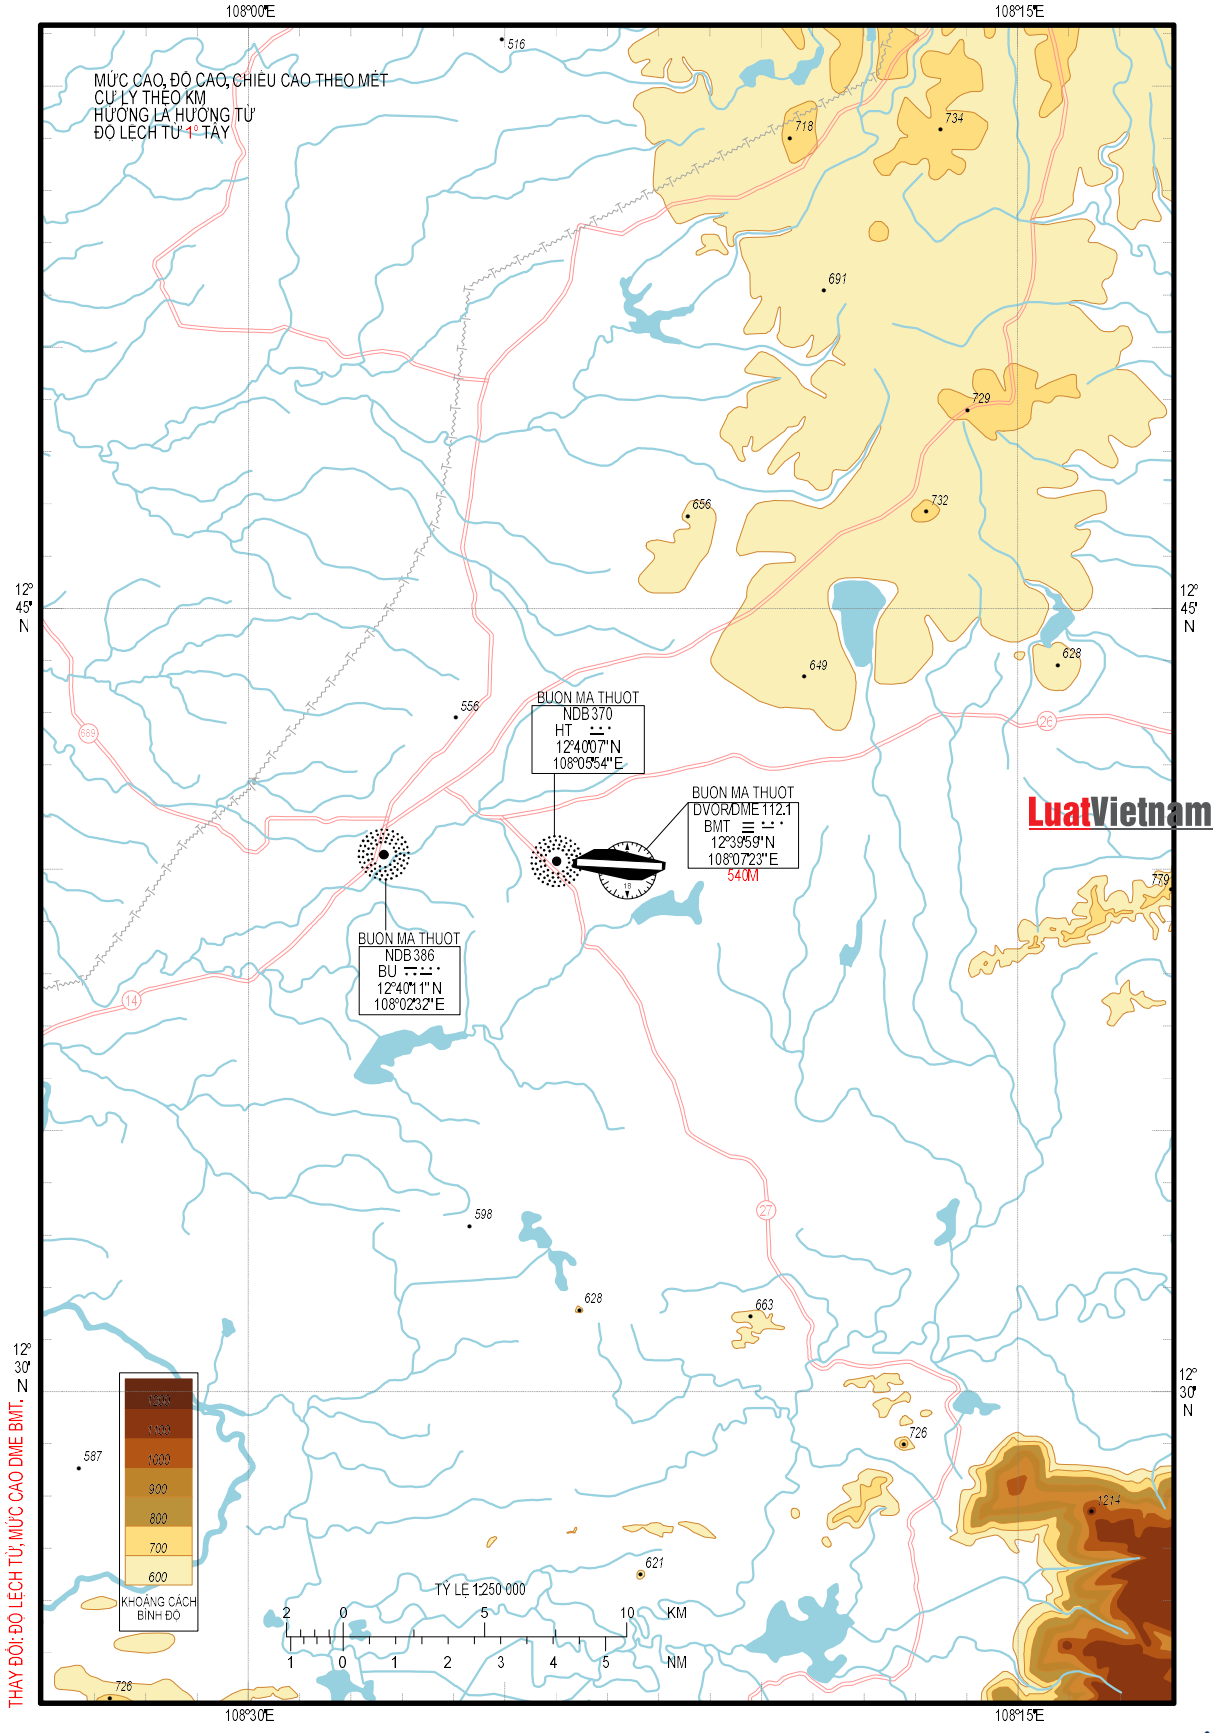 108°00'E
108°15'E
MỨC CAO, ĐỘ CAO, CHIỀU CAO THEO MÉT
CỰ LY THEO KM
HƯỚNG LÀ HƯỚNG TỪ
ĐỘ LỆCH TỪ 1° TÂY
516
718
734
691
729
732
656
12°
45'
N
12°
45'
N
649
628
556
689
26
BUON MA THUOT
NDB 370
HT
12°40'07'' N
108°05'54'' E
BUON MA THUOT
DVOR/DME 112.1
BMT
12°39'59'' N
108°07'23'' E
540M
LuatVietnam
18
779
BUON MA THUOT
NDB 386
BU
12°40'11'' N
108°02'32'' E
14
27
598
628
663
12°
30'
N
12°
30'
N
726
587
1214
621
726
1200
1100
1000
900
800
700
600
KHOẢNG CÁCH
BÌNH ĐỘ
TỶ LỆ 1:250 000
2 0 5 10 KM
1 0 1 2 3 4 5 NM
THAY ĐỔI: ĐỘ LỆCH TỪ, MỨC CAO DME BMT.
108°30'E
108°15'E